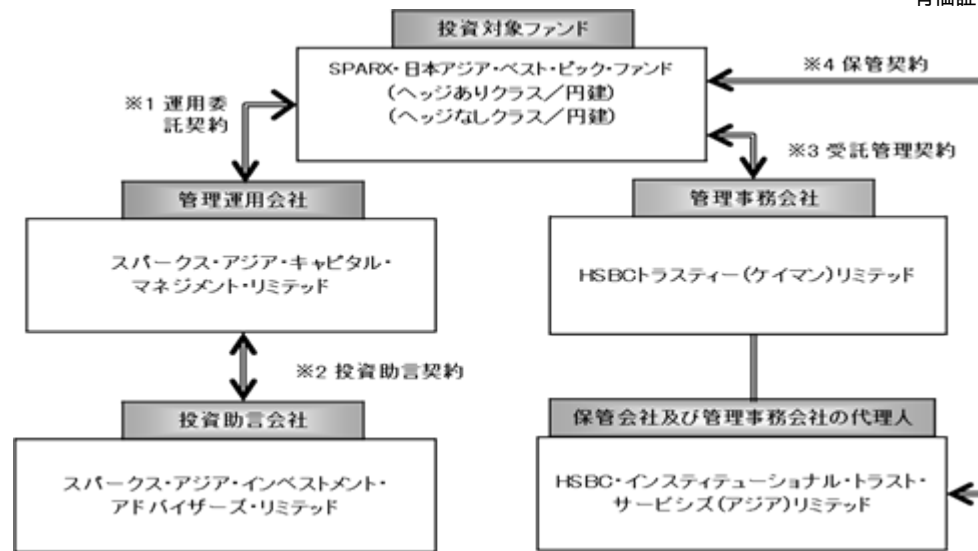 投資対象ファンド
SPARX・日本アジア・ベスト・ピック・ファンド
(ヘッジありクラス／円建)
(ヘッジなしクラス／円建)
※4 保管契約
※1 運用委
託契約
※3 受託管理契約
管理運用会社
スパークス・アジア・キャピタル・
マネジメント・リミテッド
管理事務会社
HSBCトラスティー(ケイマン)リミテッド
※2 投資助言契約
投資助言会社
スパークス・アジア・インベストメント・
アドバイザーズ・リミテッド
保管会社及び管理事務会社の代理人
HSBC・インスティテューショナル・トラスト・
サービシズ(アジア)リミテッド